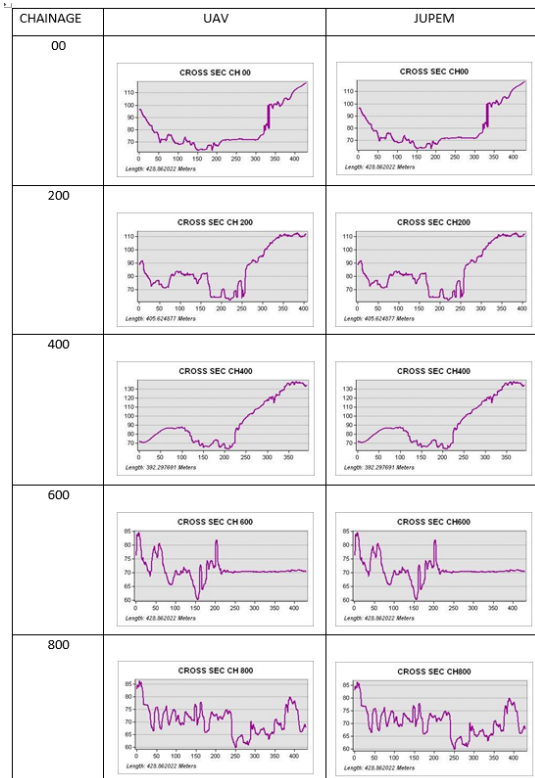 CHAINAGE UAV JUPEM
00
CROSS SEC CH 00
110
100
90
80
70
0 50 100 150 200 250 300 350 400
Length: 428.862022 Meters
CROSS SEC CH00
110
100
90
80
70
0 50 100 150 200 250 300 350 400
Length: 428.862022 Meters
200
CROSS SEC CH 200
110
100
90
80
70
0 50 100 150 200 250 300 350 400
Length: 405.624877 Meters
CROSS SEC CH200
110
100
90
80
70
0 50 100 150 200 250 300 350 400
Length: 405.624877 Meters
400
CROSS SEC CH400
130
120
110
100
90
80
70
0 50 100 150 200 250 300 350
Length: 392.297691 Meters
CROSS SEC CH400
130
120
110
100
90
80
70
0 50 100 150 200 250 300 350
Length: 392.297691 Meters
600
CROSS SEC CH 600
85
80
75
70
65
60
0 50 100 150 200 250 300 350 400
Length: 428.862022 Meters
CROSS SEC CH600
85
80
75
70
65
60
0 50 100 150 200 250 300 350 400
Length: 428.862022 Meters
800
CROSS SEC CH 800
85
80
75
70
65
60
0 50 100 150 200 250 300 350 400
Length: 428.862022 Meters
CROSS SEC CH800
85
80
75
70
65
60
0 50 100 150 200 250 300 350 400
Length: 428.862022 Meters